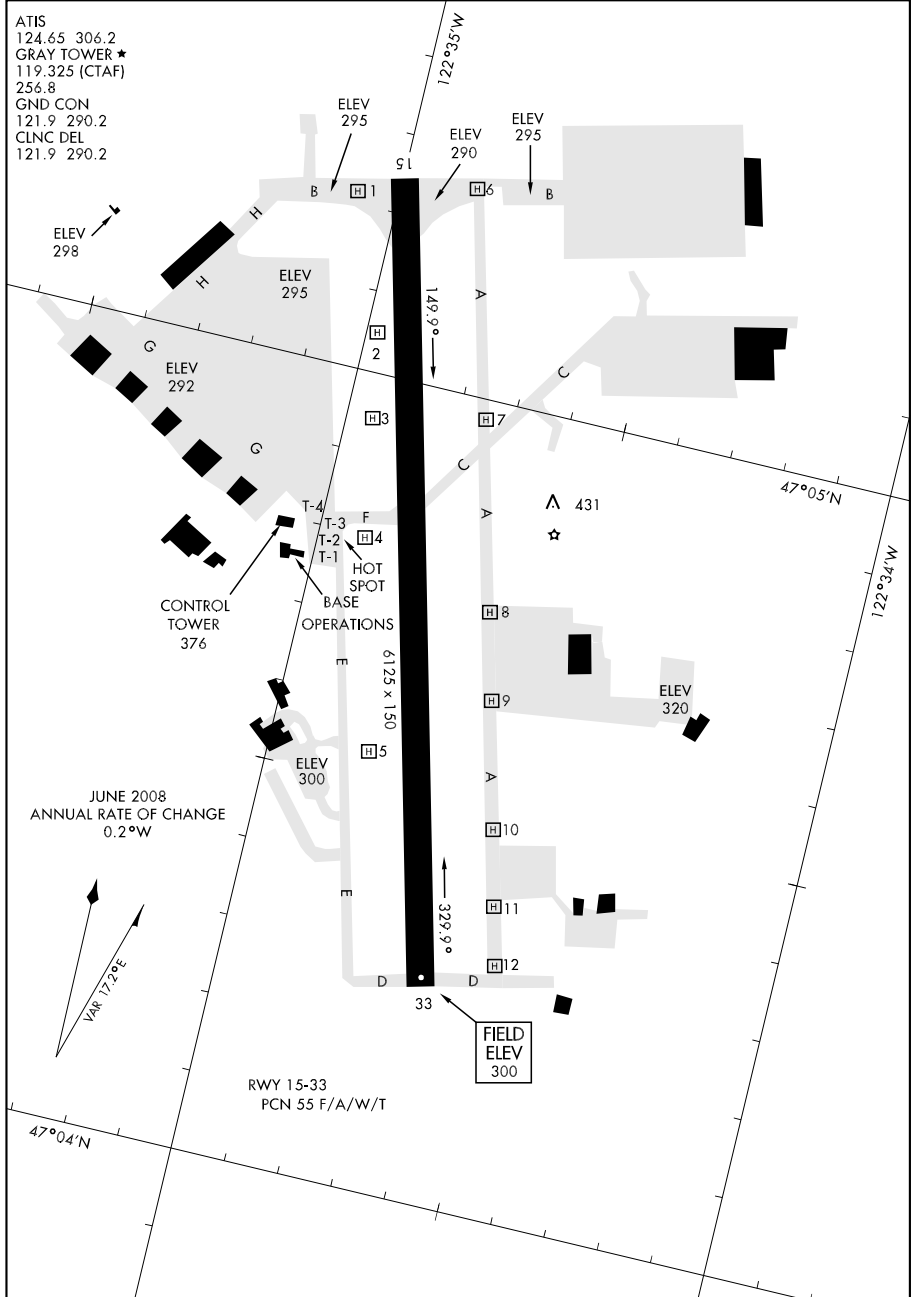 ATIS
124.65 306.2
GRAY TOWER ★
119.325 (CTAF)
256.8
GND CON
121.9 290.2
CLNC DEL
121.9 290.2
122°35'W
ELEV
295
ELEV
290
ELEV
295
15
B
H 1
H 6
B
H
ELEV
298
H
ELEV
295
A
149.9°
H
2
G
ELEV
292
C
H 3
H 7
G
C
47°05'N
T-4
F
T-3
T-2
T-1
H 4
A
431
HOT
SPOT
BASE
OPERATIONS
CONTROL
TOWER
376
122°34'W
H 8
E
6125 x 150
H 9
ELEV
320
H 5
ELEV
300
A
JUNE 2008
ANNUAL RATE OF CHANGE
0.2°W
H 10
E
329.9°
H 11
VAR 17.2°E
H 12
D
D
33
FIELD
ELEV
300
RWY 15-33
PCN 55 F/A/W/T
47°04'N